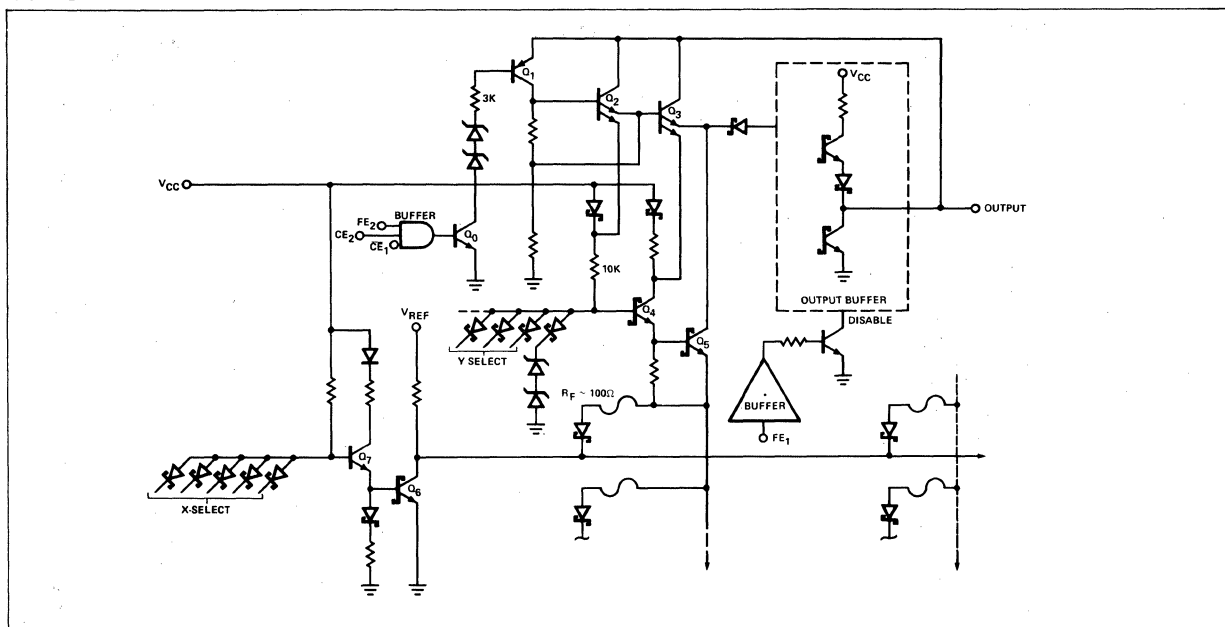 VCC
Q1
Q2
Q3
3K
VCC
BUFFER
FE2
CE2
CE1
Q0
10K
OUTPUT
OUTPUT BUFFER
DISABLE
VREF
Q4
Y SELECT
Q5
RF ~ 100Ω
BUFFER
FE1
Q7
Q6
X-SELECT